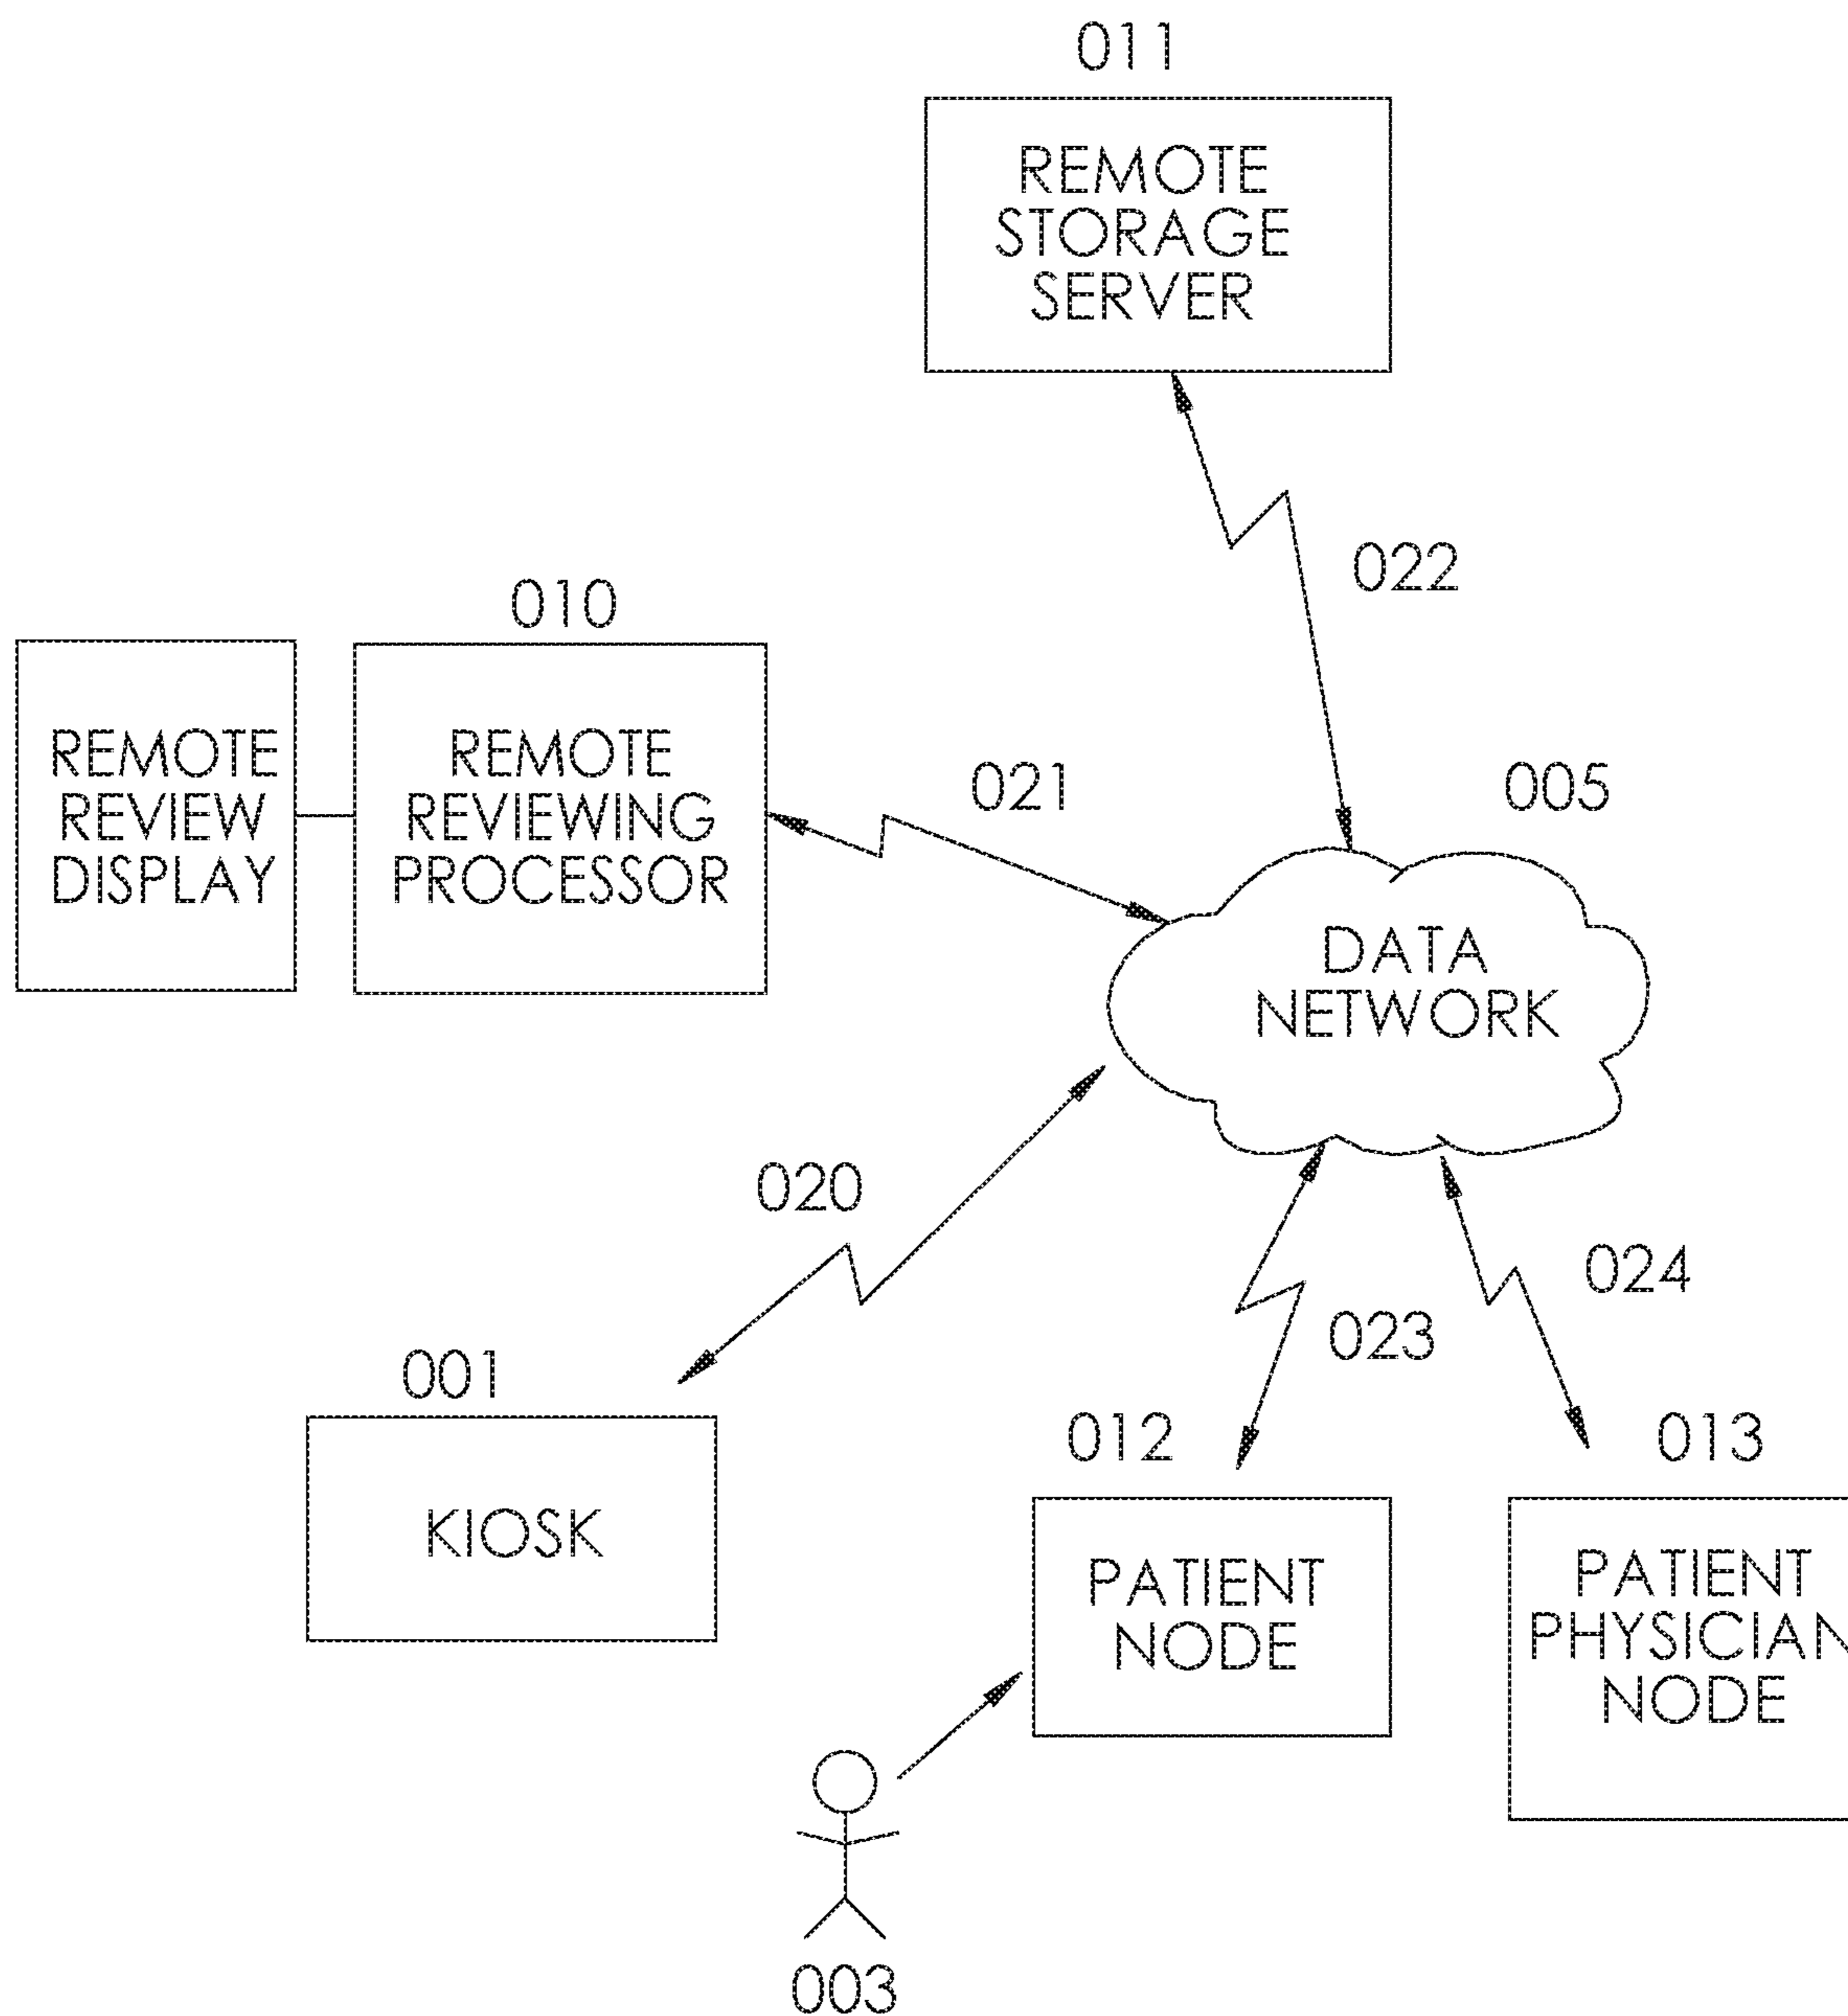 011
REMOTE
STORAGE
SERVER
022
010
REMOTE
REVIEW
DISPLAY
REMOTE
REVIEWING
PROCESSOR
021
005
DATA
NETWORK
020
024
023
001
KIOSK
012
PATIENT
NODE
013
PATIENT
PHYSICIAN
NODE
003